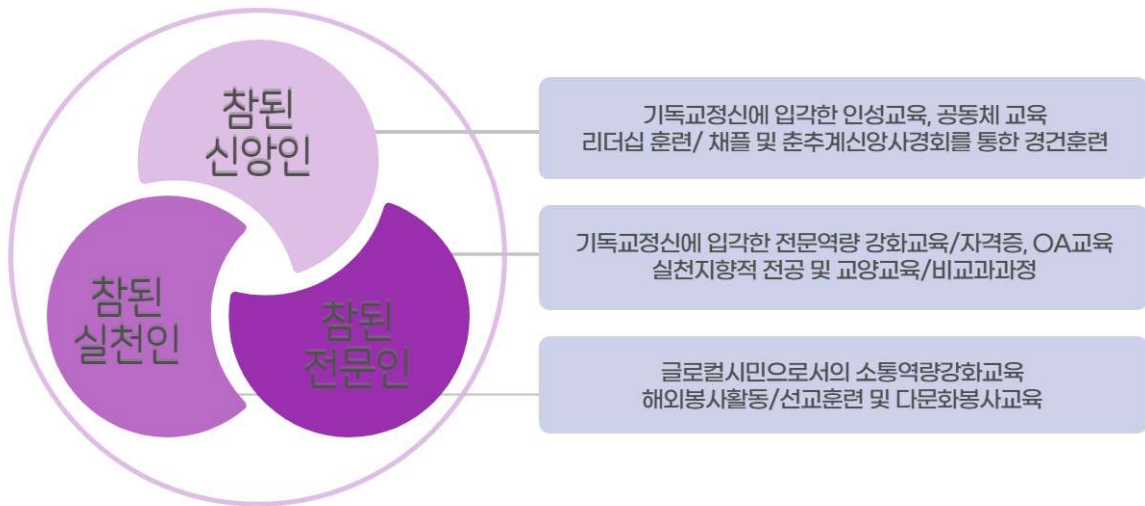 참된
신앙인
기독교정신에 입각한 인성교육, 공동체 교육
리더십 훈련/ 채플 및 춘추계신앙사경회를 통한 경건훈련
참된
전문인
기독교정신에 입각한 전문역량 강화교육/자격증, OA교육
실천지향적 전공 및 교양교육/비교과과정
참된
실천인
글로컬시민으로서의 소통역량강화교육
해외봉사활동/선교훈련 및 다문화봉사교육